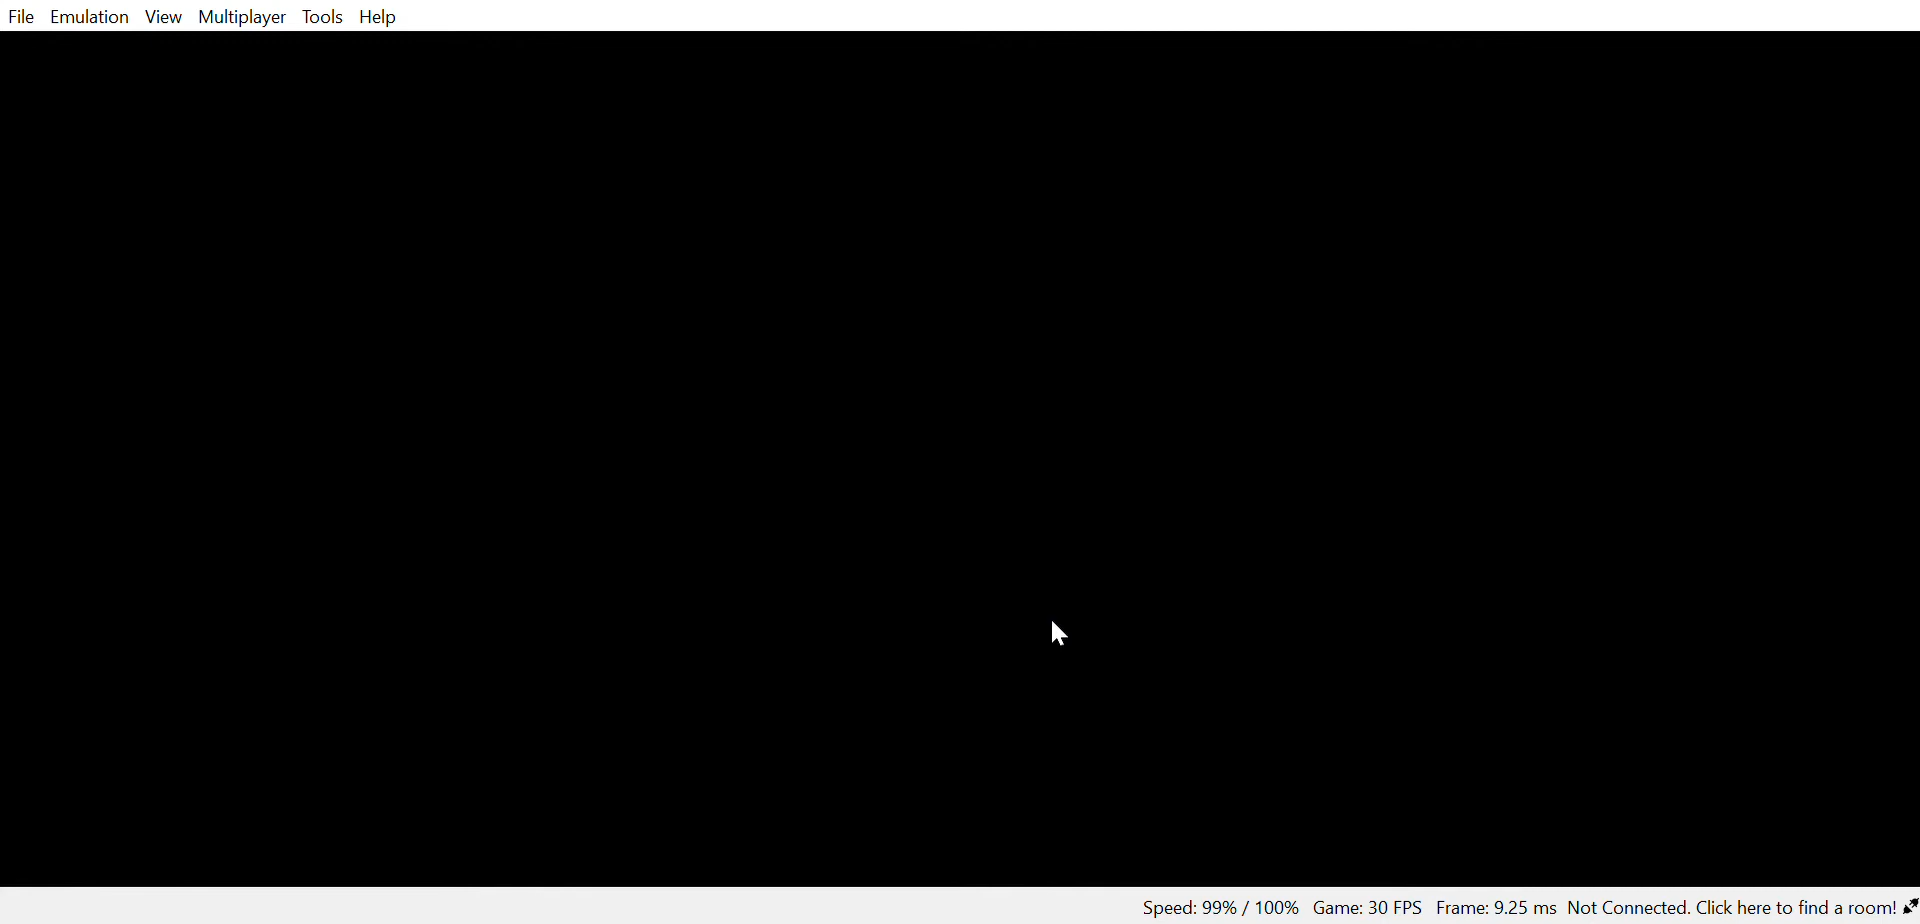 File Emulation View Multiplayer Tools Help
Speed: 99% / 100% Game: 30 FPS Frame: 9.25 ms Not Connected. Click here to find a room!